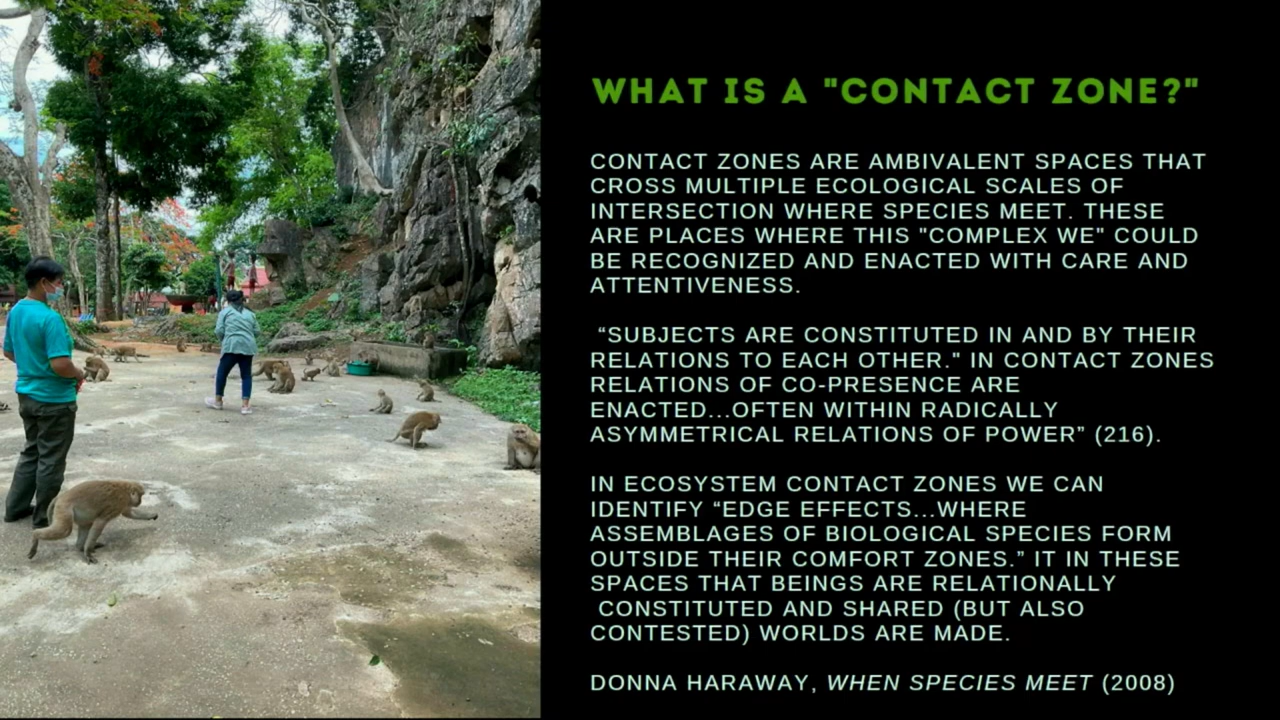 WHAT IS A "CONTACT ZONE?"
CONTACT ZONES ARE AMBIVALENT SPACES THAT
CROSS MULTIPLE ECOLOGICAL SCALES OF
INTERSECTION WHERE SPECIES MEET. THESE
ARE PLACES WHERE THIS "COMPLEX WE" COULD
BE RECOGNIZED AND ENACTED WITH CARE AND
ATTENTIVENESS.
“SUBJECTS ARE CONSTITUTED IN AND BY THEIR
RELATIONS TO EACH OTHER." IN CONTACT ZONES
RELATIONS OF CO-PRESENCE ARE
ENACTED...OFTEN WITHIN RADICALLY
ASYMMETRICAL RELATIONS OF POWER” (216).
IN ECOSYSTEM CONTACT ZONES WE CAN
IDENTIFY “EDGE EFFECTS...WHERE
ASSEMBLAGES OF BIOLOGICAL SPECIES FORM
OUTSIDE THEIR COMFORT ZONES.” IT IN THESE
SPACES THAT BEINGS ARE RELATIONALLY
CONSTITUTED AND SHARED (BUT ALSO
CONTESTED) WORLDS ARE MADE.
DONNA HARAWAY, WHEN SPECIES MEET (2008)